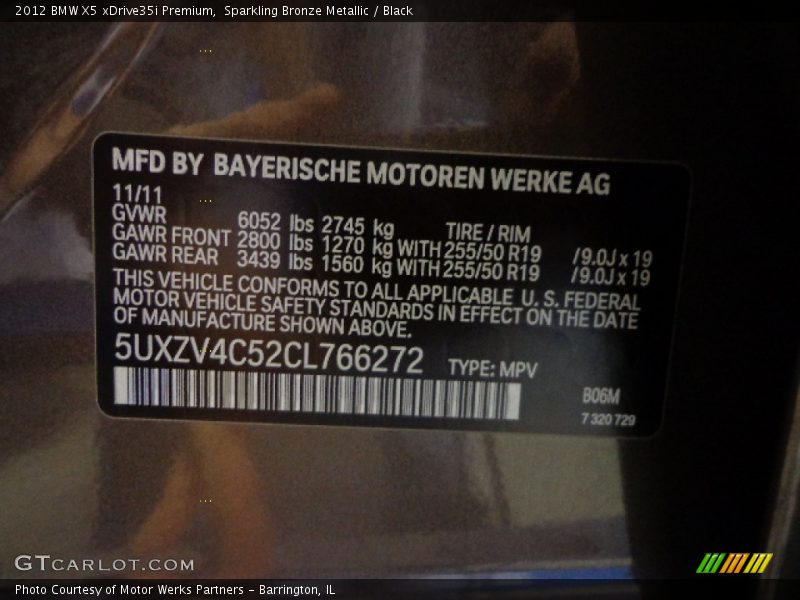 2012 BMW X5 xDrive35i Premium, Sparkling Bronze Metallic / Black
MFD BY BAYERISCHE MOTOREN WERKE AG
11/11
GVWR 6052 lbs 2745 kg TIRE / RIM
GAWR FRONT 2800 lbs 1270 kg WITH 255/50 R19 /9.0J x 19
GAWR REAR 3439 lbs 1560 kg WITH 255/50 R19 /9.0J x 19
THIS VEHICLE CONFORMS TO ALL APPLICABLE U. S. FEDERAL
MOTOR VEHICLE SAFETY STANDARDS IN EFFECT ON THE DATE
OF MANUFACTURE SHOWN ABOVE.
5UXZV4C52CL766272 TYPE: MPV
B06M
7 320 729
GTCARLOT.COM
Photo Courtesy of Motor Werks Partners - Barrington, IL